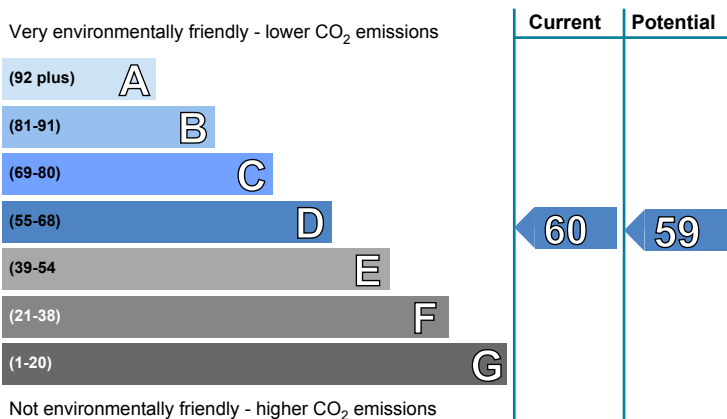 Very environmentally friendly - lower CO2 emissions
Current
Potential
(92 plus) A
(81-91) B
(69-80) C
(55-68) D
60
59
(39-54 E
(21-38) F
(1-20) G
Not environmentally friendly - higher CO2 emissions